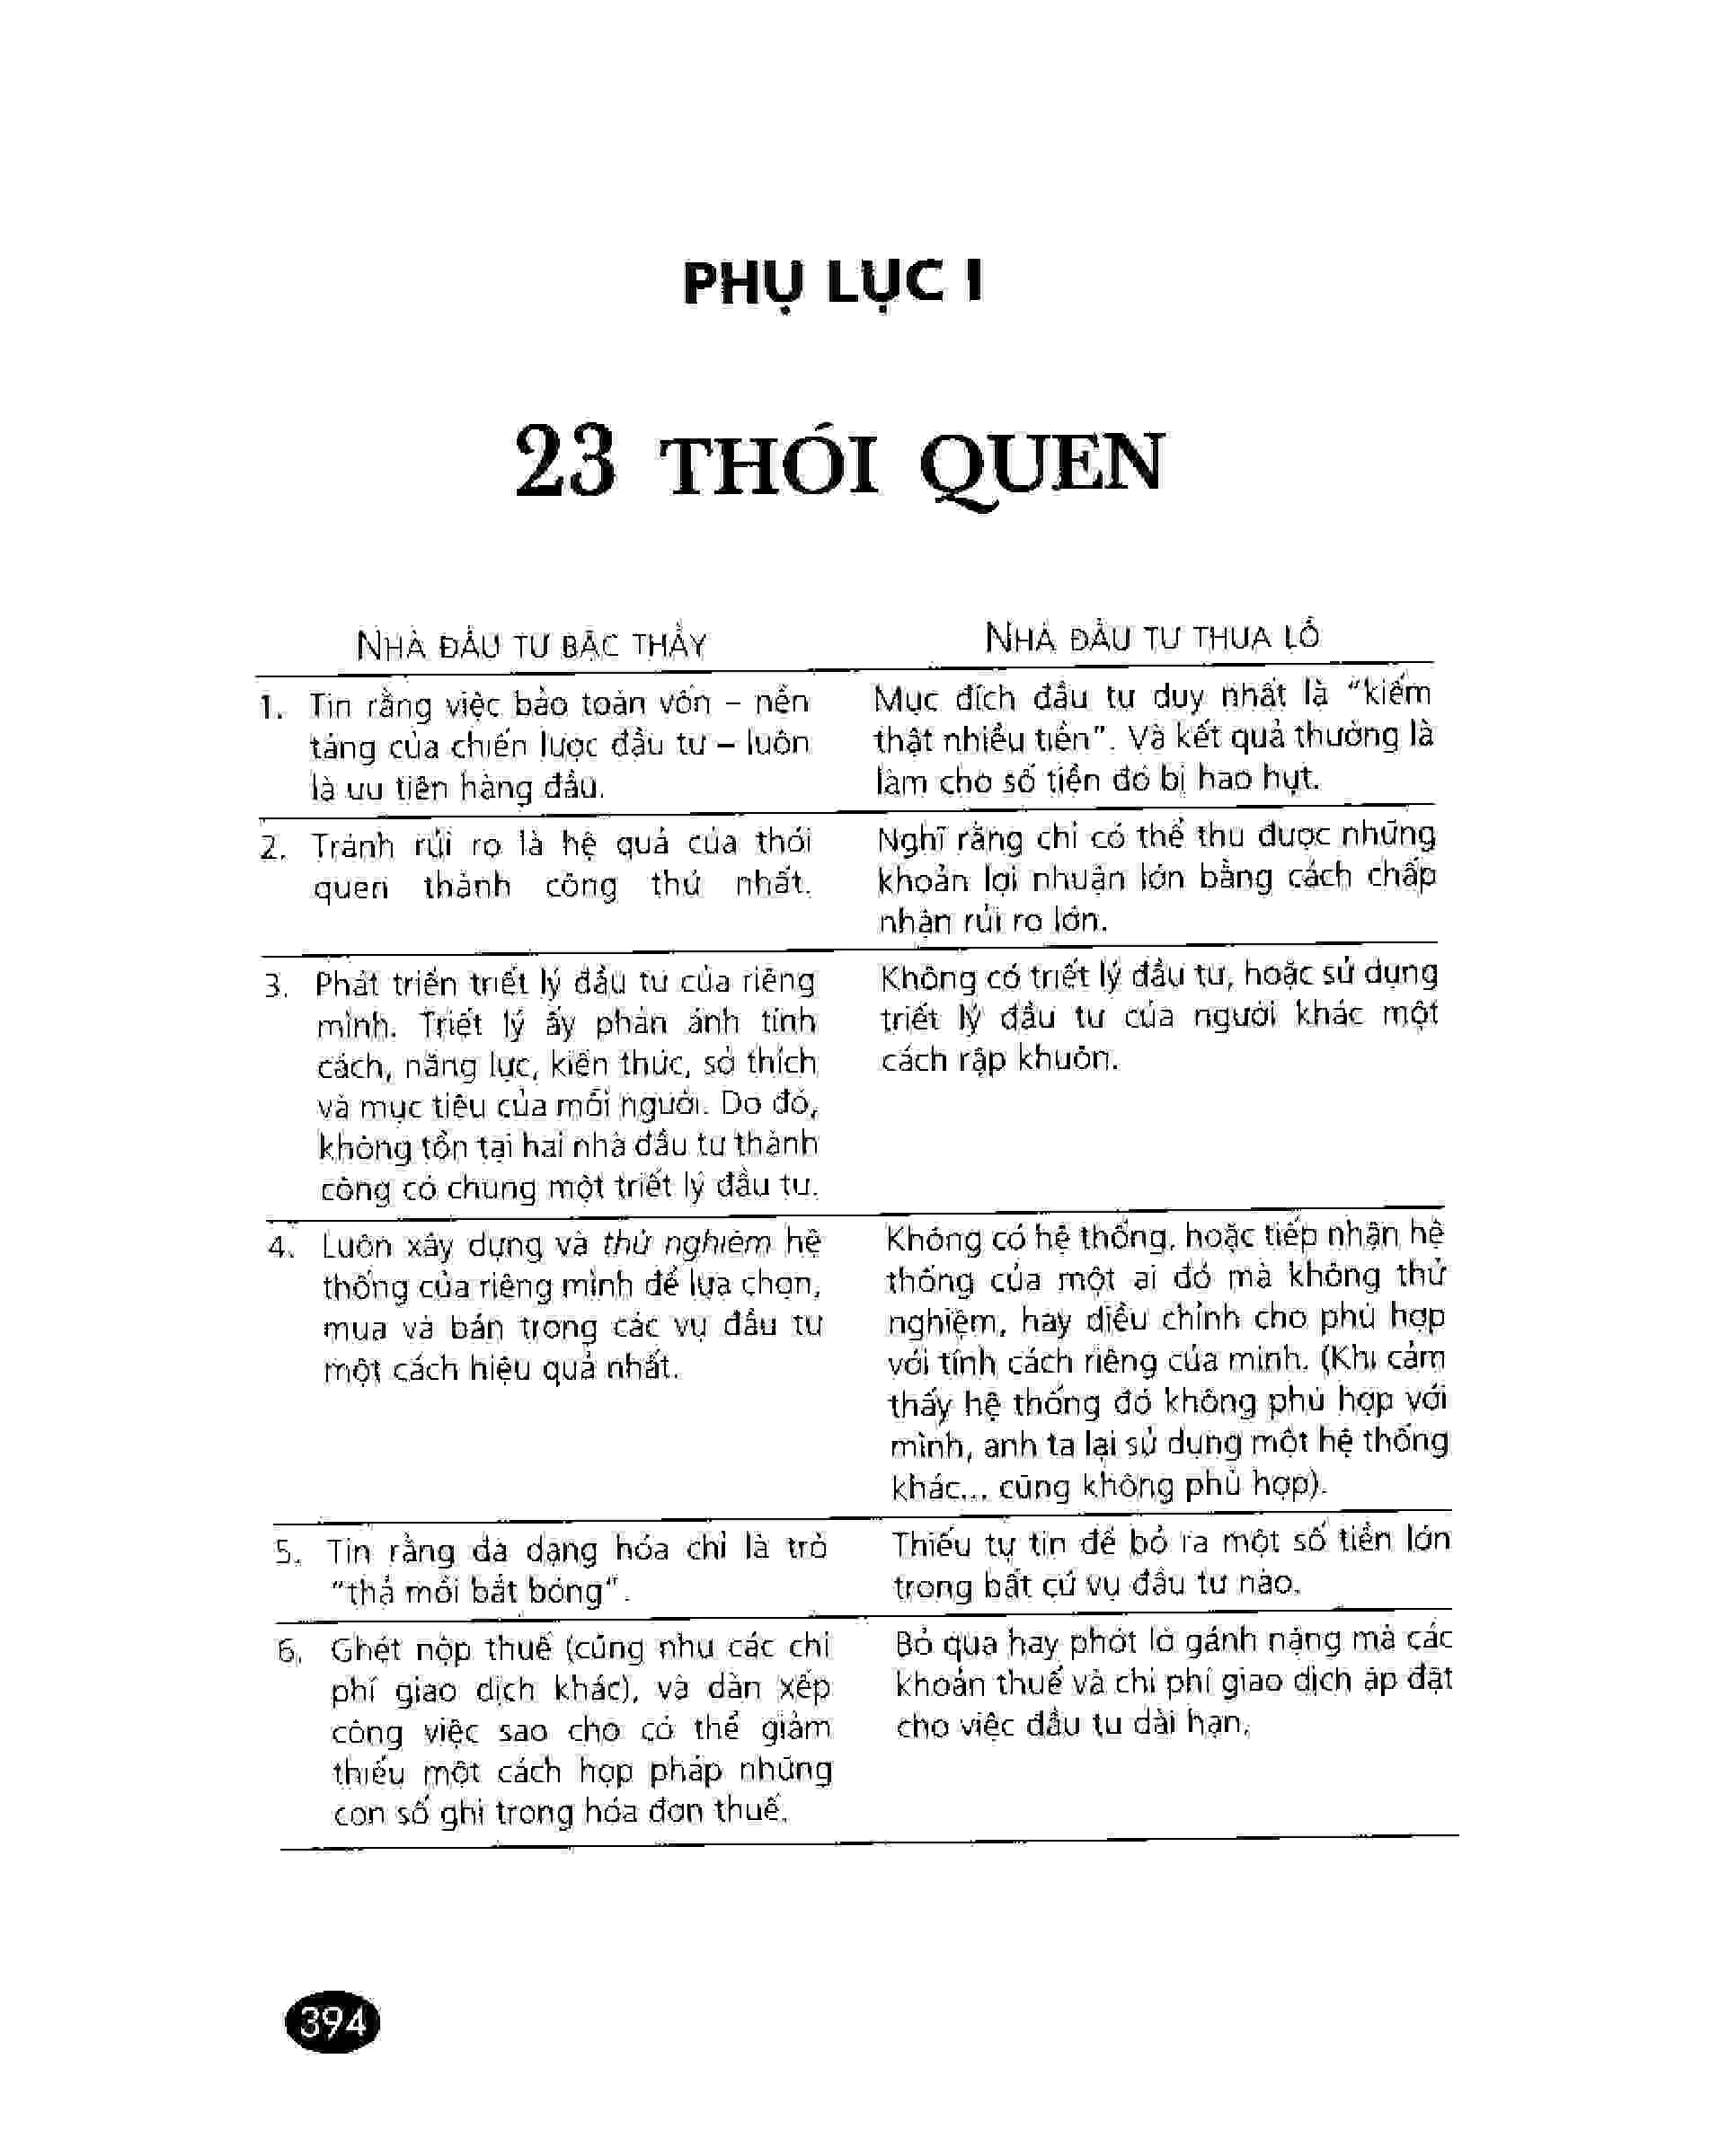 PHỤ LỤC I
23 THÓI QUEN
NHÀ ĐẦU TƯ BẬC THẦY
1. Tin rằng việc bảo toàn vốn – nền
tảng của chiến lược đầu tư – luôn
là ưu tiên hàng đầu.
2. Tránh rủi ro là hệ quả của thói
quen thành công thứ nhất.
3. Phát triển triết lý đầu tư của riêng
mình. Triết lý ấy phản ánh tính
cách, năng lực, kiến thức, sở thích
và mục tiêu của mỗi người. Do đó,
không tồn tại hai nhà đầu tư thành
công có chung một triết lý đầu tư.
4. Luôn xây dựng và thử nghiệm hệ
thống của riêng mình để lựa chọn,
mua và bán trong các vụ đầu tư
một cách hiệu quả nhất.
5. Tin rằng đa dạng hóa chỉ là trò
"thả mồi bắt bóng".
6. Ghét nộp thuế (cũng như các chi
phí giao dịch khác), và dàn xếp
công việc sao cho có thể giảm
thiểu một cách hợp pháp những
con số ghi trong hóa đơn thuế.
NHÀ ĐẦU TƯ THUA LỖ
Mục đích đầu tư duy nhất là "kiếm
thật nhiều tiền". Và kết quả thường là
làm cho số tiền đó bị hao hụt.
Nghĩ rằng chỉ có thể thu được những
khoản lợi nhuận lớn bằng cách chấp
nhận rủi ro lớn.
Không có triết lý đầu tư, hoặc sử dụng
triết lý đầu tư của người khác một
cách rập khuôn.
Không có hệ thống, hoặc tiếp nhận hệ
thống của một ai đó mà không thử
nghiệm, hay điều chỉnh cho phù hợp
với tính cách riêng của mình. (Khi cảm
thấy hệ thống đó không phù hợp với
mình, anh ta lại sử dụng một hệ thống
khác... cũng không phù hợp).
Thiếu tự tin để bỏ ra một số tiền lớn
trong bất cứ vụ đầu tư nào.
Bỏ qua hay phớt lờ gánh nặng mà các
khoản thuế và chi phí giao dịch áp đặt
cho việc đầu tư dài hạn.
394